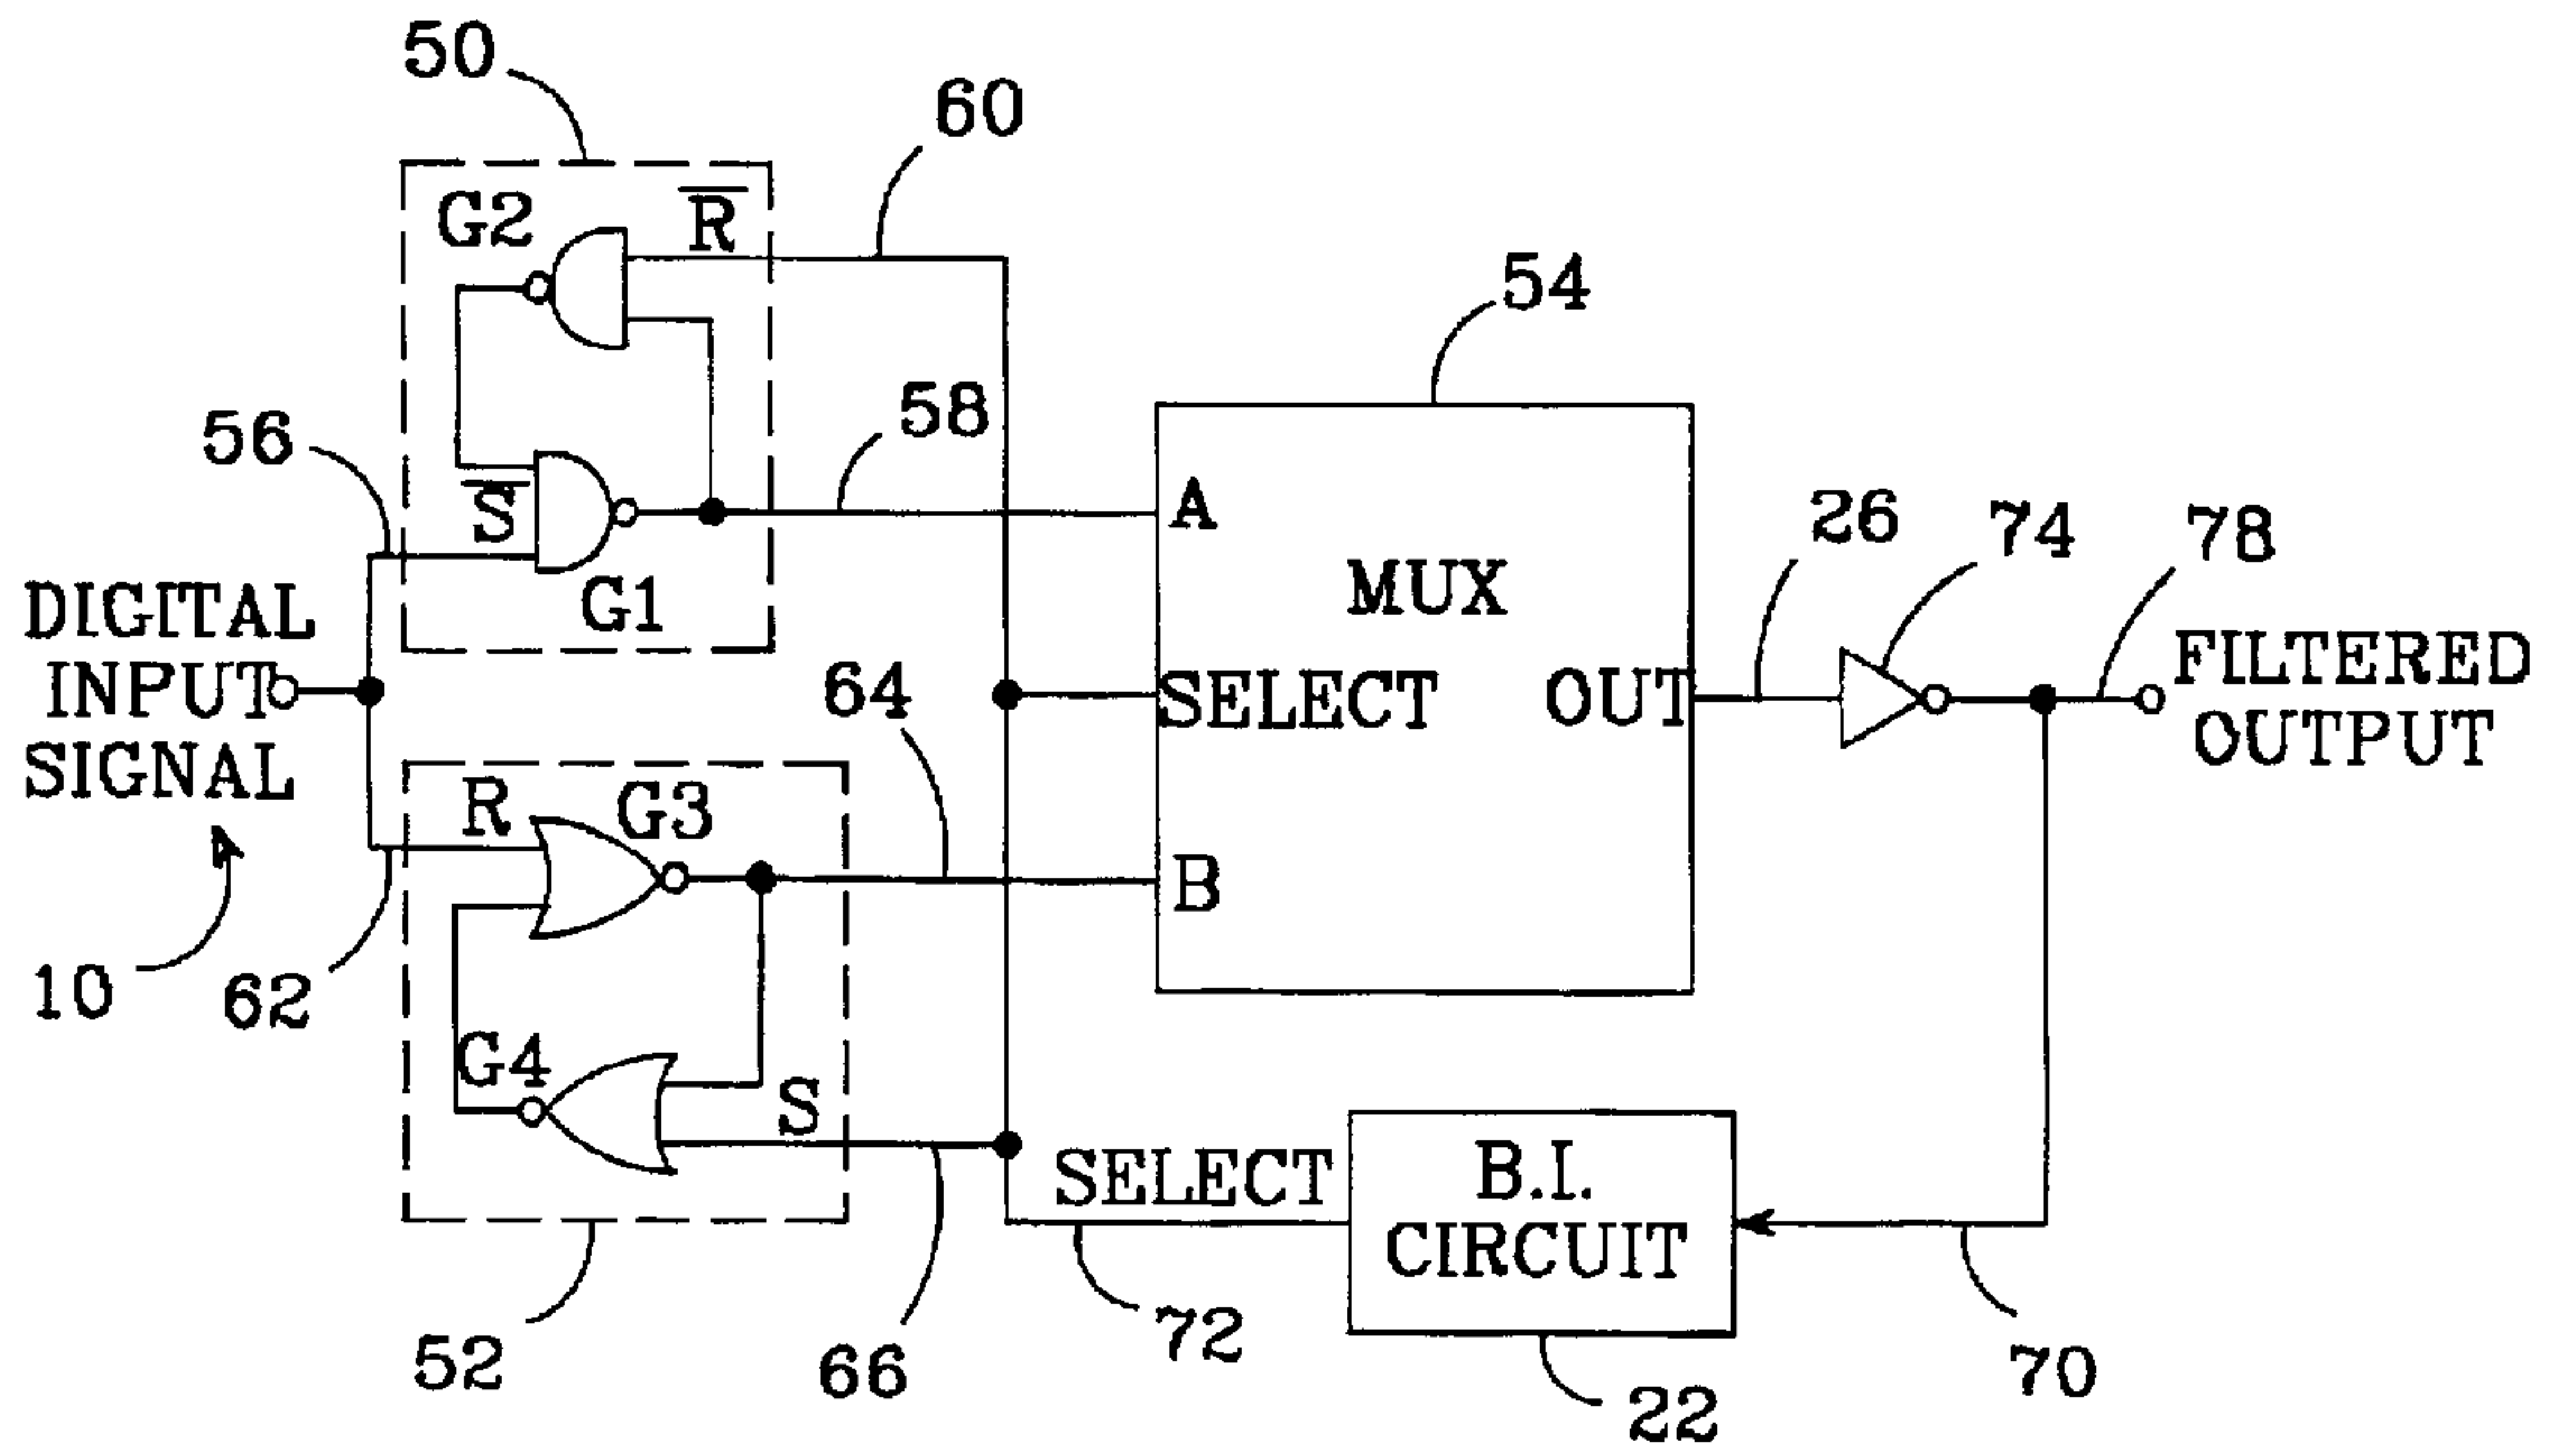 50
60
G2
R̅
54
58
56
S̅
G1
A
MUX
26
74
78
DIGITAL
INPUT
SIGNAL
SELECT
OUT
FILTERED
OUTPUT
64
R
G3
B
10
62
G4
S
SELECT
B.I.
CIRCUIT
52
66
72
22
70